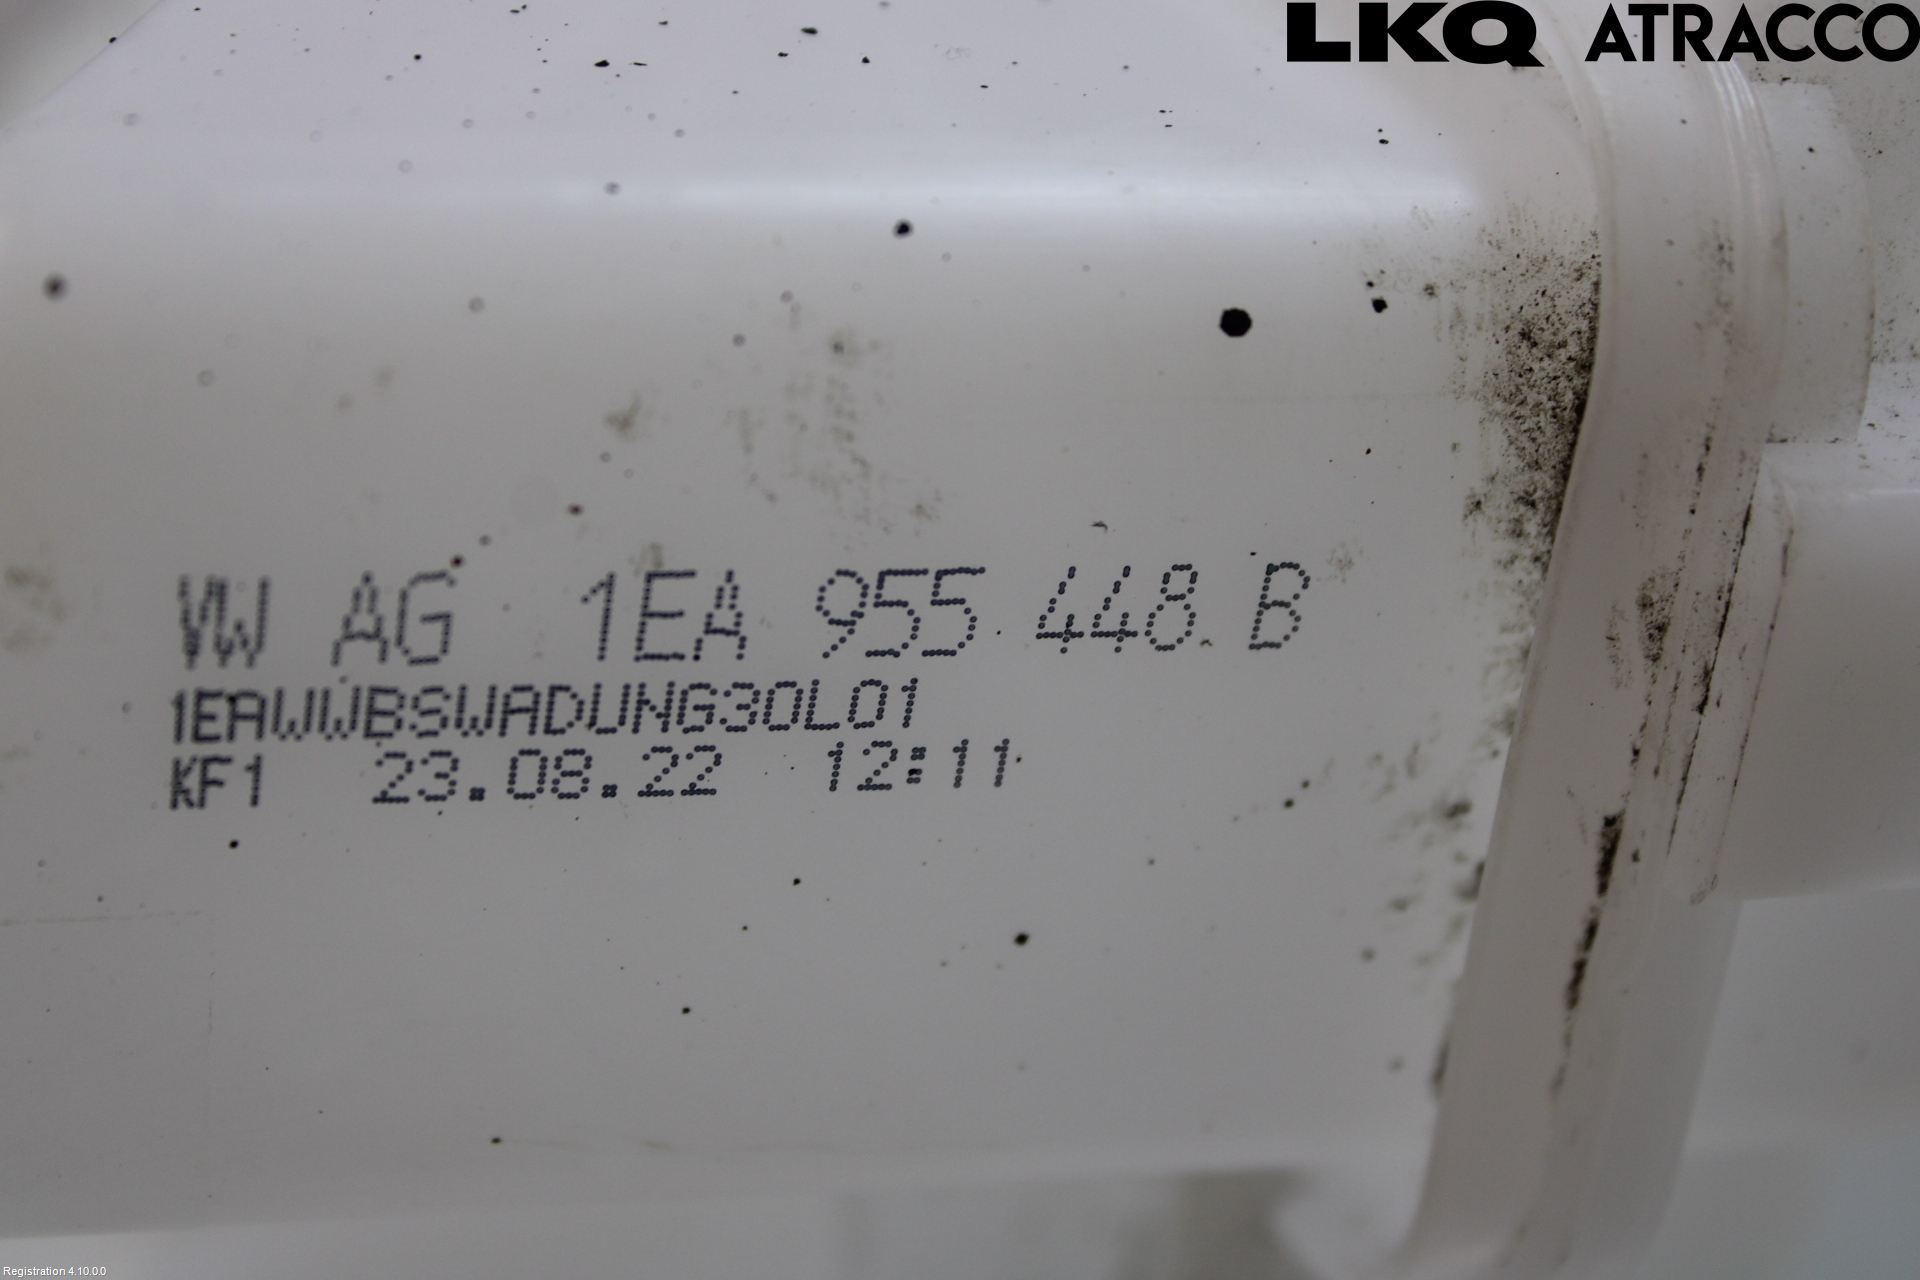 LKQ ATRACCO
VW AG 1EA 955 448 B
1EAWWBSWADUNG30L01
KF1 23.08.22 12:11
Registration 4.10.0.0